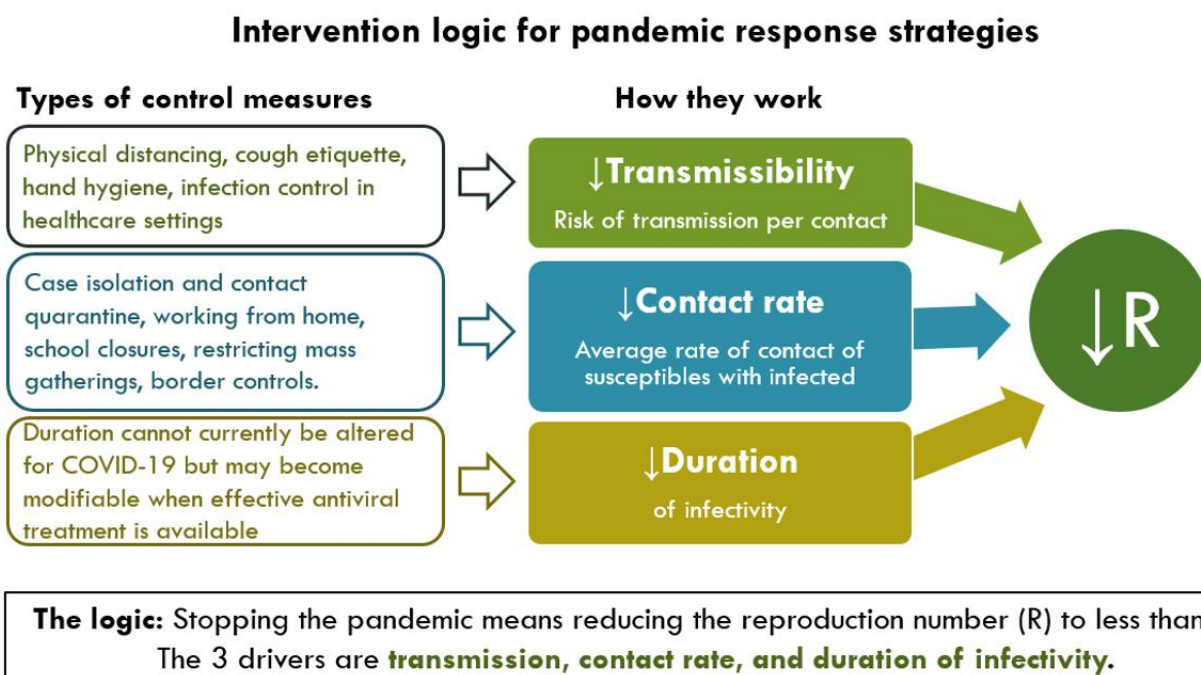 Intervention logic for pandemic response strategies
Types of control measures
How they work
Physical distancing, cough etiquette,
hand hygiene, infection control in
healthcare settings
↓Transmissibility
Risk of transmission per contact
Case isolation and contact
quarantine, working from home,
school closures, restricting mass
gatherings, border controls.
↓Contact rate
Average rate of contact of
susceptibles with infected
Duration cannot currently be altered
for COVID-19 but may become
modifiable when effective antiviral
treatment is available
↓Duration
of infectivity
↓R
The logic: Stopping the pandemic means reducing the reproduction number (R) to less than
The 3 drivers are transmission, contact rate, and duration of infectivity.